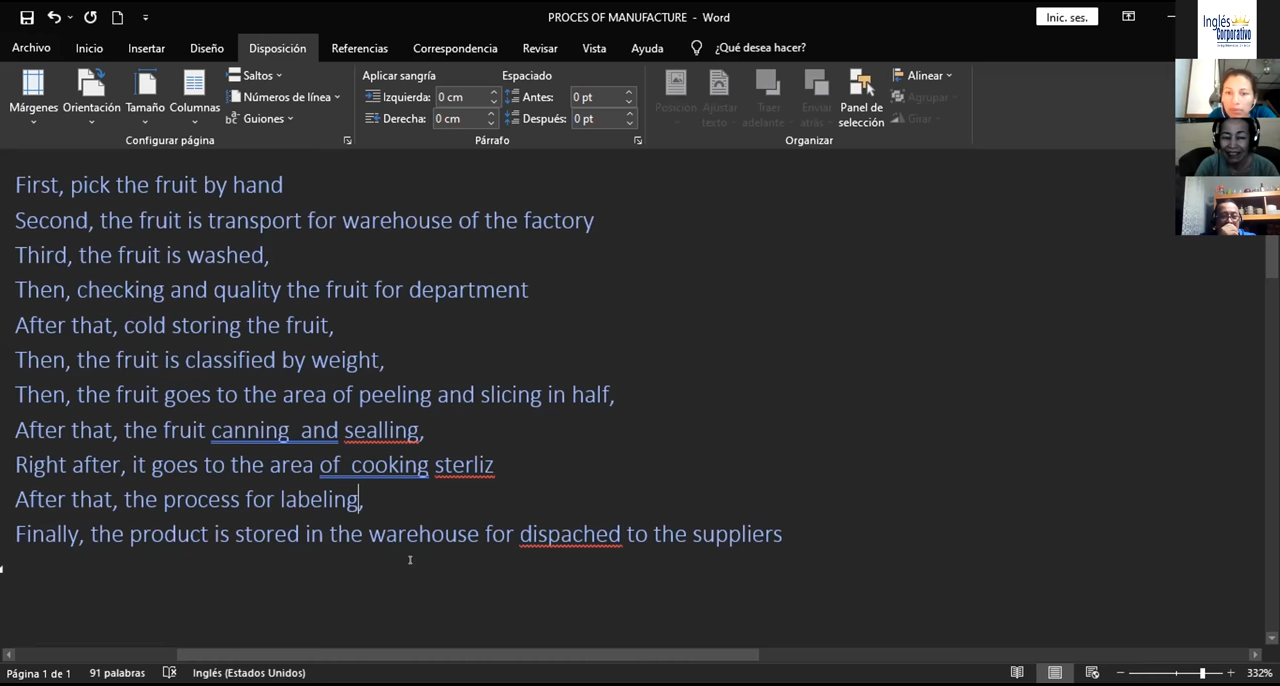 PROCES OF MANUFACTURE - Word
Inic. ses.
Archivo Inicio Insertar Diseño Disposición Referencias Correspondencia Revisar Vista Ayuda ¿Qué desea hacer?
Márgenes
Orientación
Tamaño
Columnas
Saltos
Números de línea
Guiones
Configurar página
Aplicar sangría
Izquierda: 0 cm
Derecha: 0 cm
Espaciado
Antes: 0 pt
Después: 0 pt
Párrafo
Posición
Ajustar texto
Traer adelante
Enviar atrás
Panel de selección
Alinear
Agrupar
Girar
Organizar
Inglés
Corporativo
First, pick the fruit by hand
Second, the fruit is transport for warehouse of the factory
Third, the fruit is washed,
Then, checking and quality the fruit for department
After that, cold storing the fruit,
Then, the fruit is classified by weight,
Then, the fruit goes to the area of peeling and slicing in half,
After that, the fruit canning and sealling,
Right after, it goes to the area of cooking sterliz
After that, the process for labeling,
Finally, the product is stored in the warehouse for dispached to the suppliers
Página 1 de 1 91 palabras Inglés (Estados Unidos) 332%